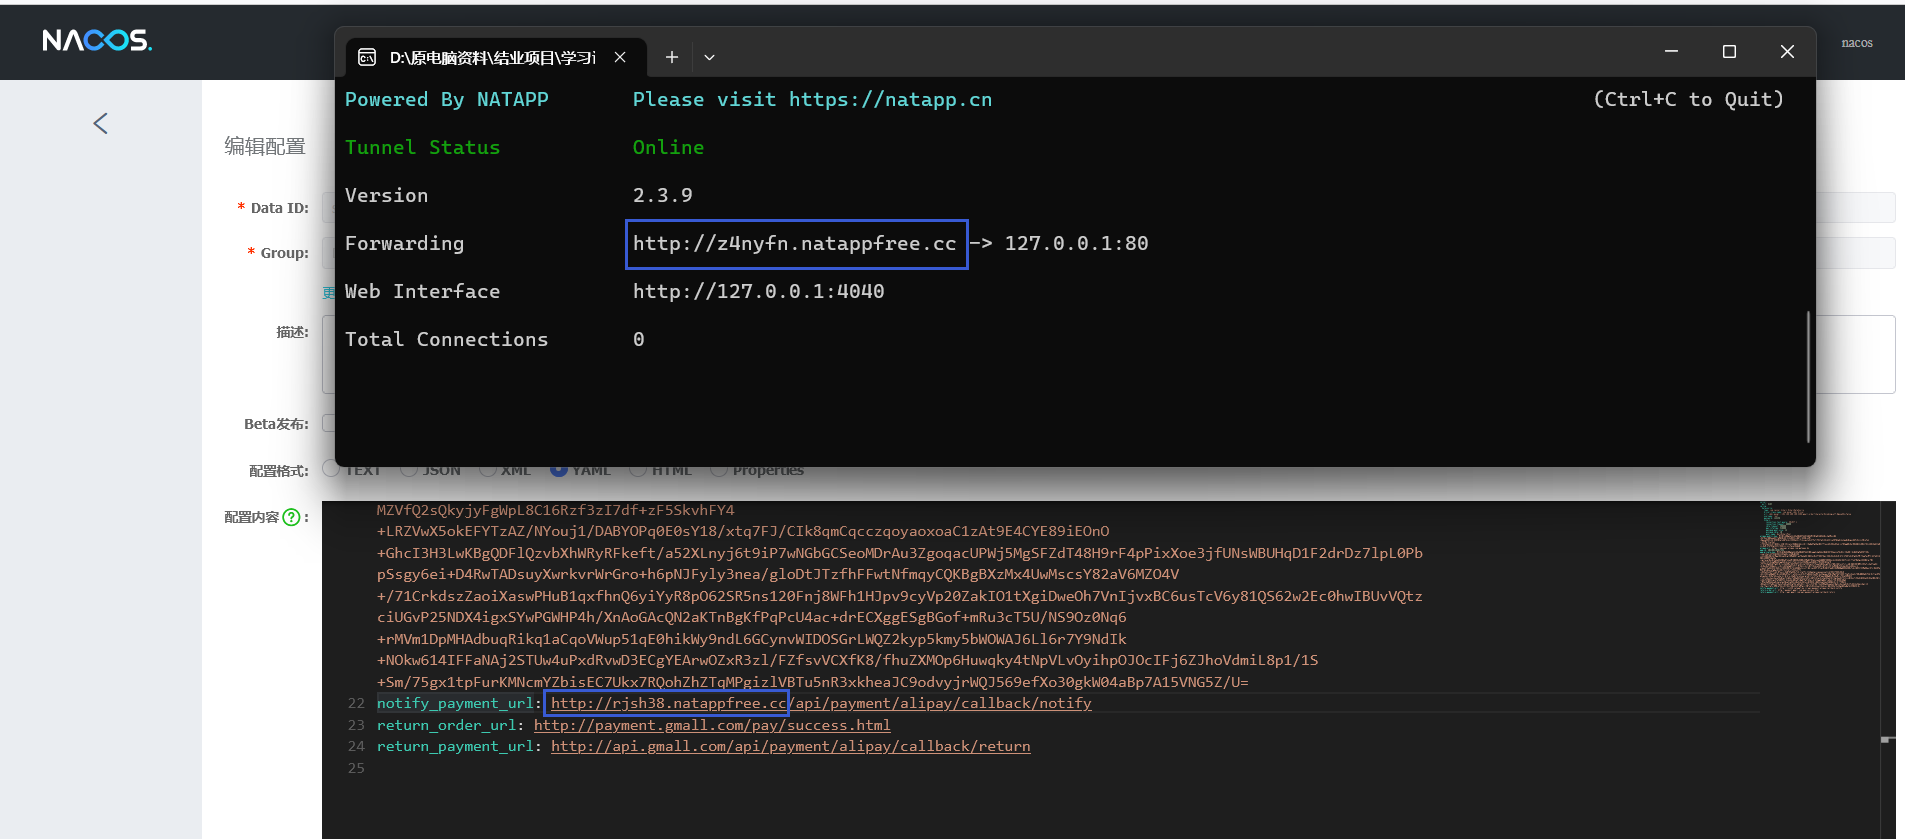 NACOS.
nacos
D:\原电脑资料\结业项目\学习讠
Powered By NATAPP Please visit https://natapp.cn (Ctrl+C to Quit)
Tunnel Status Online
Version 2.3.9
Forwarding http://z4nyfn.natappfree.cc -> 127.0.0.1:80
Web Interface http://127.0.0.1:4040
Total Connections 0
编辑配置
* Data ID:
* Group:
更
描述:
Beta发布:
配置格式: TEXT JSON XML YAML HTML Properties
配置内容 ? :
MZVfQ2sQkyjyFgWpL8C16Rzf3zI7df+zF5SkvhFY4
+LRZVwX5okEFYTzAZ/NYouj1/DABYOPq0E0sY18/xtq7FJ/CIk8qmCqcczqoyaoxoaC1zAt9E4CYE89iEOnO
+GhcI3H3LwKBgQDFlQzvbXhWRyRFkeft/a52XLnyj6t9iP7wNGbGCSeoMDrAu3ZgoqacUPWj5MgSFZdT48H9rF4pPixXoe3jfUNsWBUHqD1F2drDz7lpL0Pb
pSsgy6ei+D4RwTADsuyXwrkvrWrGro+h6pNJFyly3nea/gloDtJTzfhFFwtNfmqyCQKBgBXzMx4UwMscsY82aV6MZO4V
+/71CrkdszZaoiXaswPHuB1qxfhnQ6yiYyR8pO62SR5ns120Fnj8WFh1HJpv9cyVp20ZakIO1tXgiDweOh7VnIjvxBC6usTcV6y81QS62w2Ec0hwIBUvVQtz
ciUGvP25NDX4igxSYwPGWHP4h/XnAoGAcQN2aKTnBgKfPqPcU4ac+drECXggESgBGof+mRu3cT5U/NS9Oz0Nq6
+rMVm1DpMHAdbuqRikq1aCqoVWup51qE0hikWy9ndL6GCynvWIDOSGrLWQZ2kyp5kmy5bWOWAJ6Ll6r7Y9NdIk
+NOkw614IFFaNAj2STUw4uPxdRvwD3ECgYEArwOZxR3zl/FZfsvVCXfK8/fhuZXMOp6Huwqky4tNpVLvOyihpOJOcIFj6ZJhoVdmiL8p1/1S
+Sm/75gx1tpFurKMNcmYZbisEC7Ukx7RQohZhZTqMPgizlVBTu5nR3xkheaJC9odvyjrWQJ569efXo30gkW04aBp7A15VNG5Z/U=
22 notify_payment_url: http://rjsh38.natappfree.cc/api/payment/alipay/callback/notify
23 return_order_url: http://payment.gmall.com/pay/success.html
24 return_payment_url: http://api.gmall.com/api/payment/alipay/callback/return
25